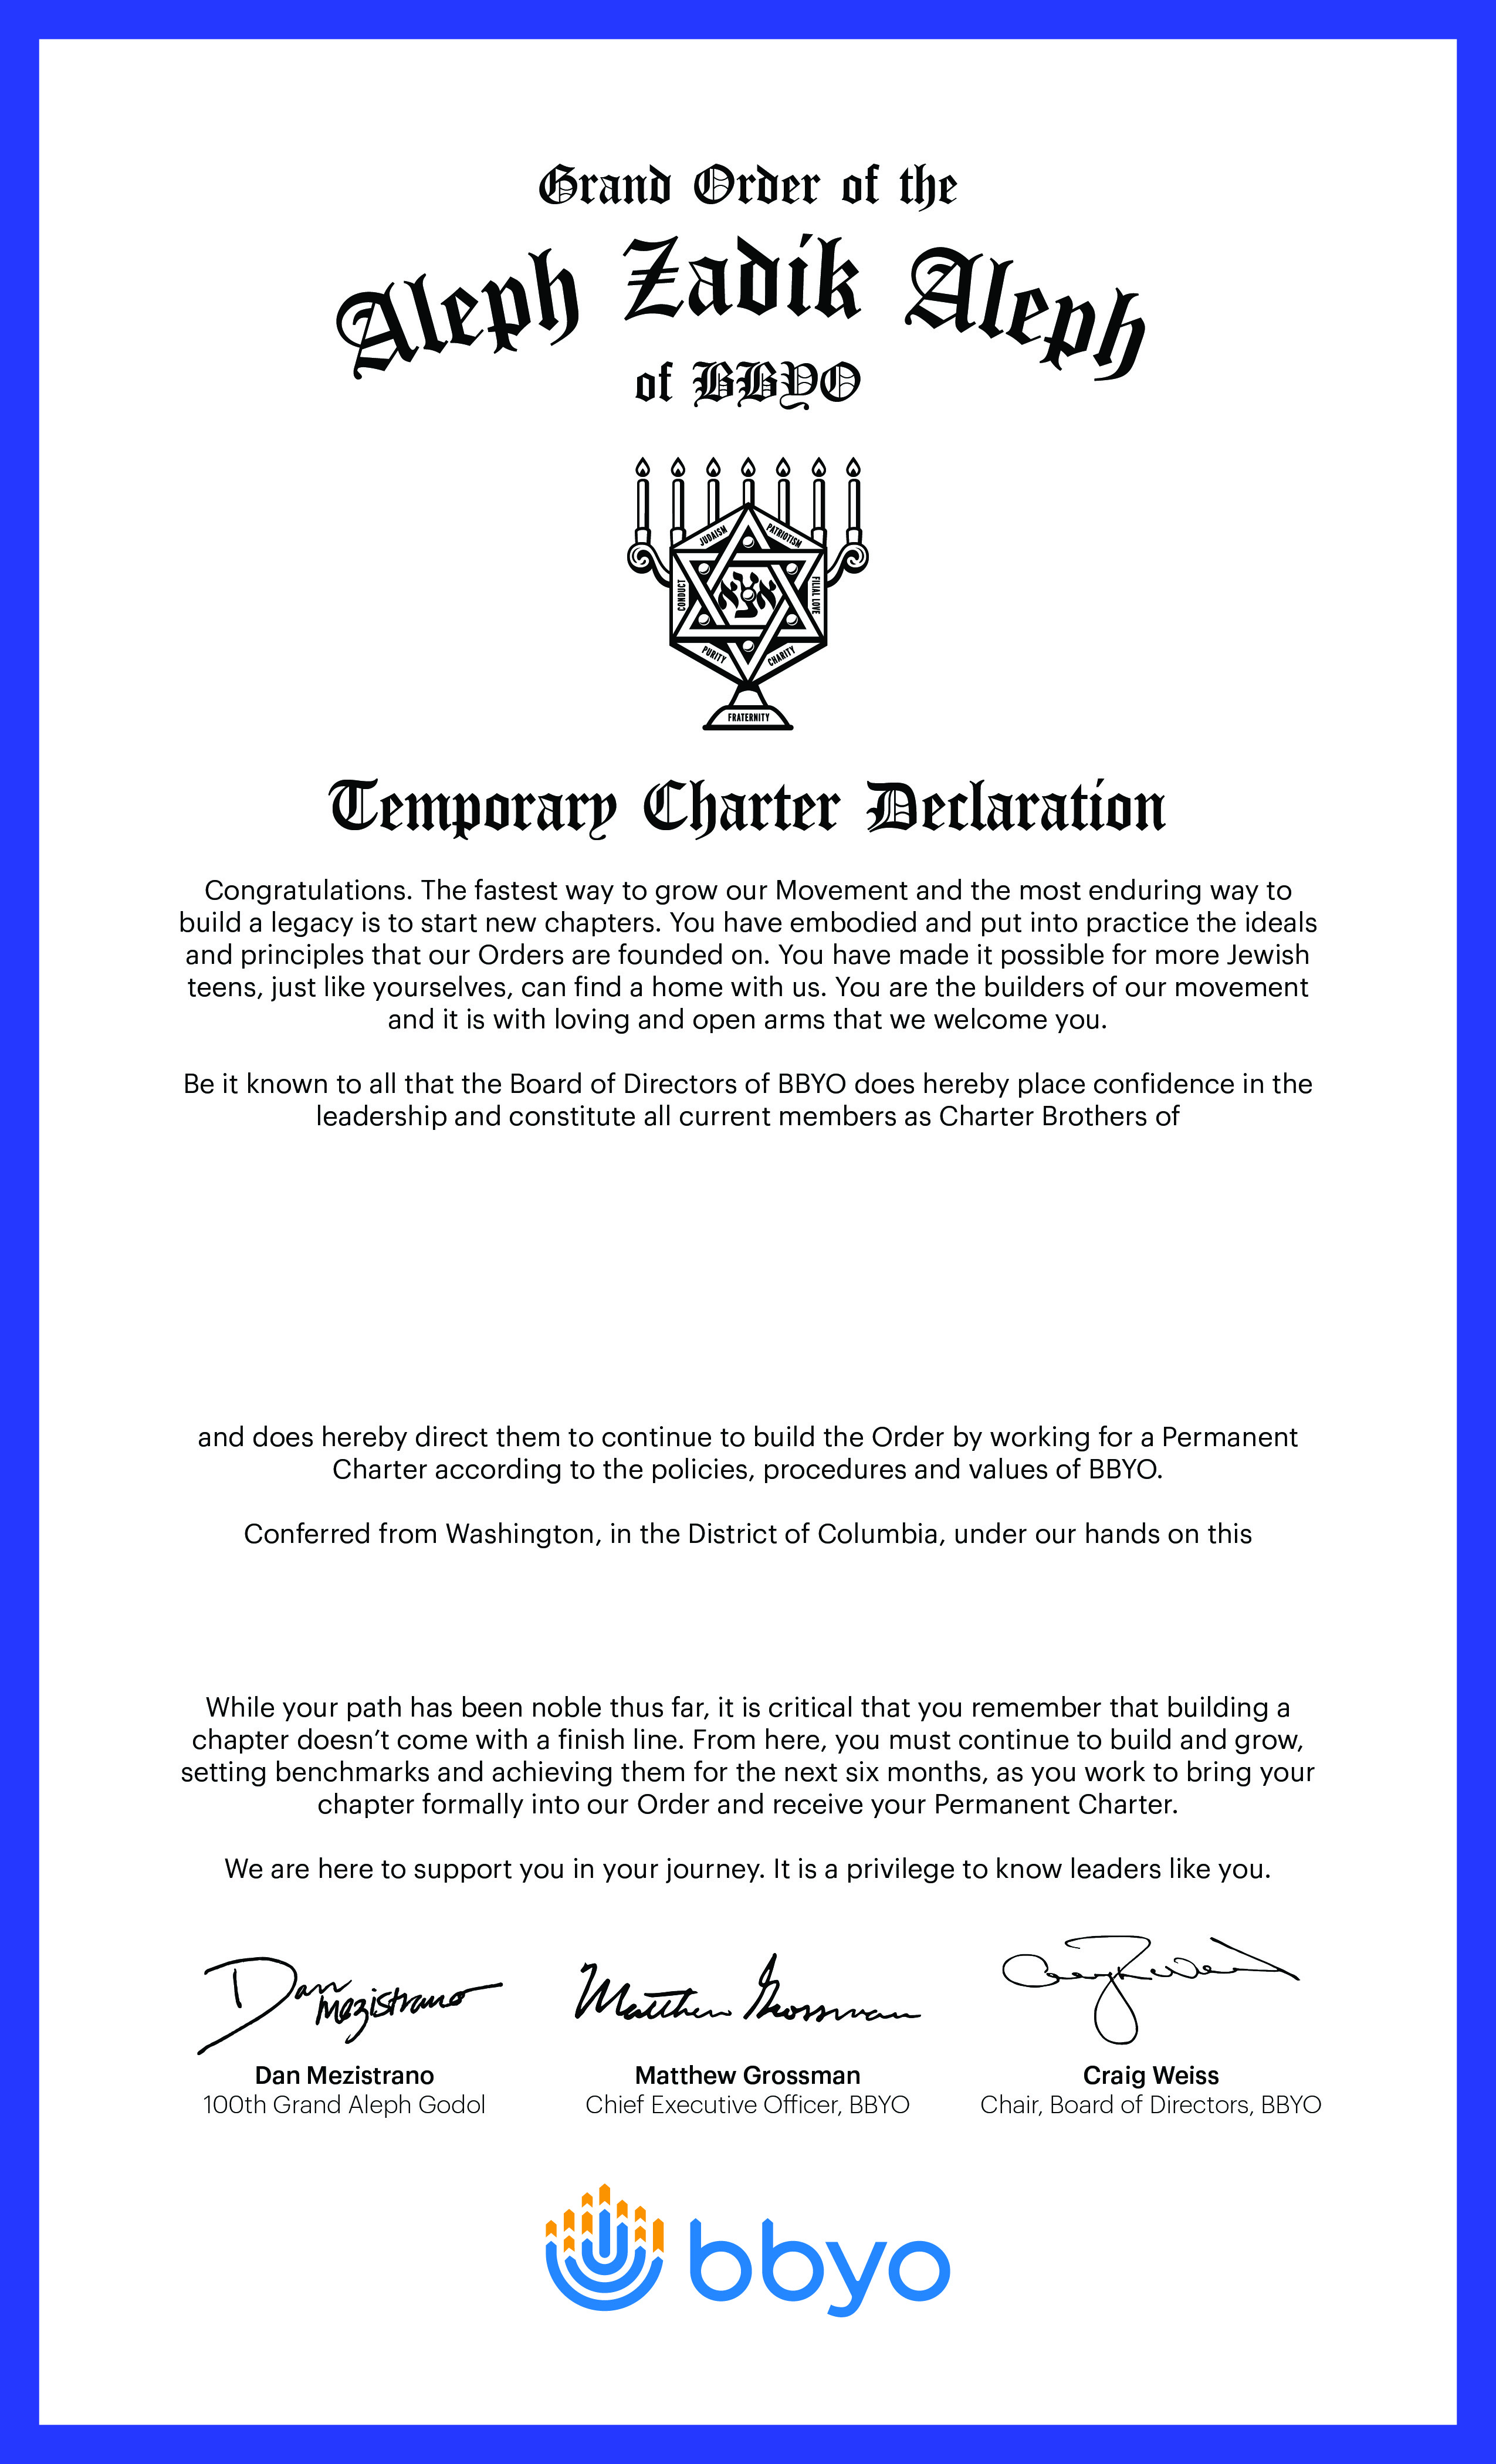 Grand Order of the
Aleph Zadik Aleph
of BBYO
JUDAISM
PATRIOTISM
CONDUCT
אצא
FILIAL LOVE
PURITY
CHARITY
FRATERNITY
Temporary Charter Declaration
Congratulations. The fastest way to grow our Movement and the most enduring way to
build a legacy is to start new chapters. You have embodied and put into practice the ideals
and principles that our Orders are founded on. You have made it possible for more Jewish
teens, just like yourselves, can find a home with us. You are the builders of our movement
and it is with loving and open arms that we welcome you.
Be it known to all that the Board of Directors of BBYO does hereby place confidence in the
leadership and constitute all current members as Charter Brothers of
and does hereby direct them to continue to build the Order by working for a Permanent
Charter according to the policies, procedures and values of BBYO.
Conferred from Washington, in the District of Columbia, under our hands on this
While your path has been noble thus far, it is critical that you remember that building a
chapter doesn’t come with a finish line. From here, you must continue to build and grow,
setting benchmarks and achieving them for the next six months, as you work to bring your
chapter formally into our Order and receive your Permanent Charter.
We are here to support you in your journey. It is a privilege to know leaders like you.
Dan Mezistrano
Matthew Grossman
Dan Mezistrano
Matthew Grossman
Craig Weiss
100th Grand Aleph Godol
Chief Executive Officer, BBYO
Chair, Board of Directors, BBYO
bbyo